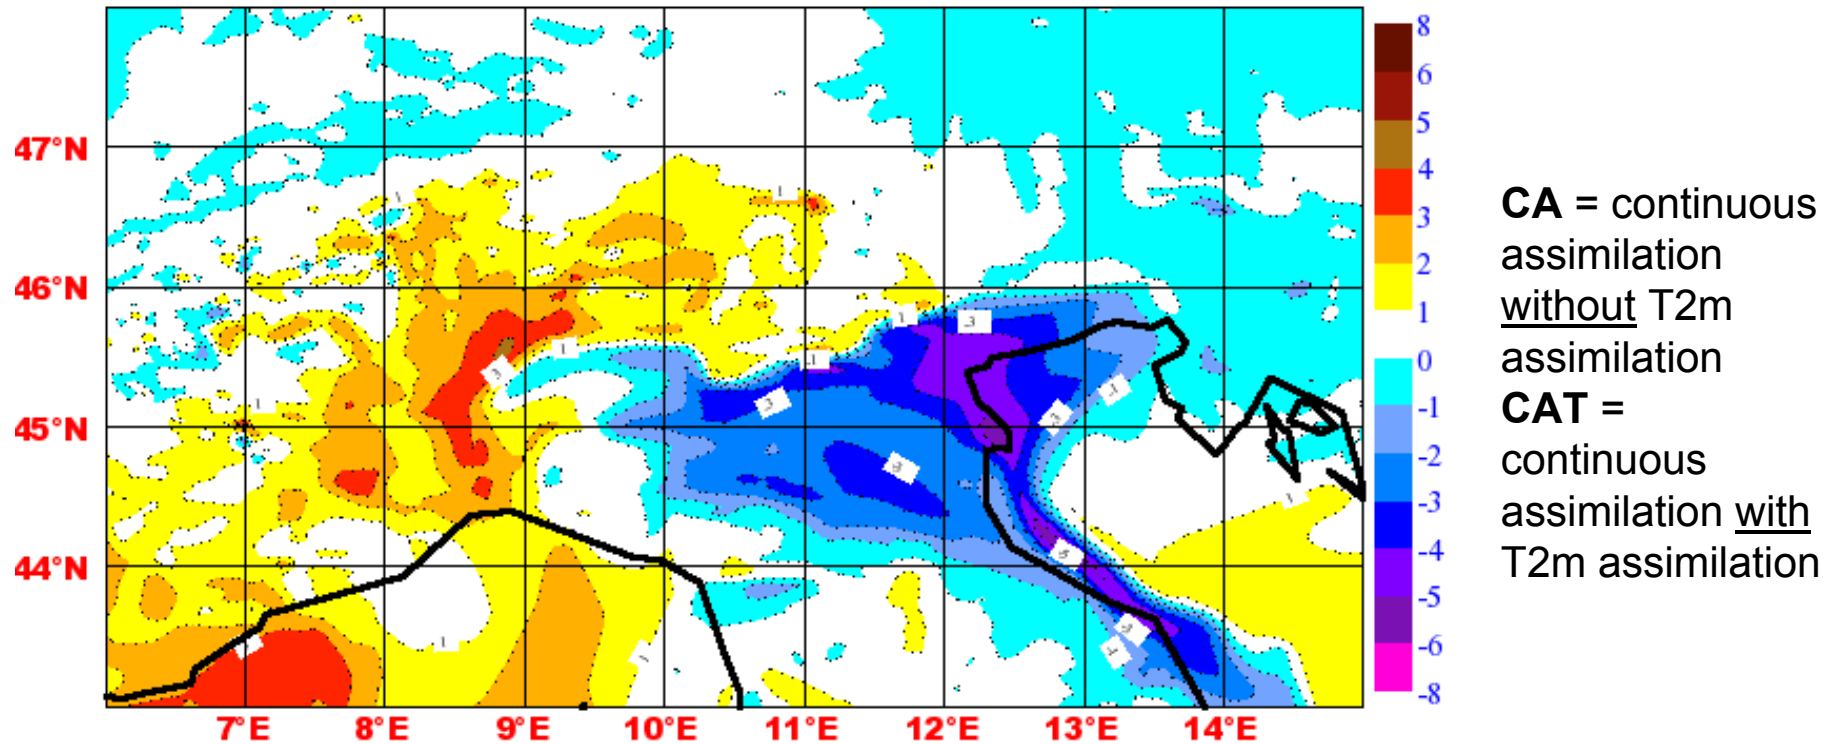 47°N
46°N
45°N
44°N
7°E 8°E 9°E 10°E 11°E 12°E 13°E 14°E
8
6
5
4
3
2
1
0
-1
-2
-3
-4
-5
-6
-8
CA = continuous
assimilation
without T2m
assimilation
CAT =
continuous
assimilation with
T2m assimilation